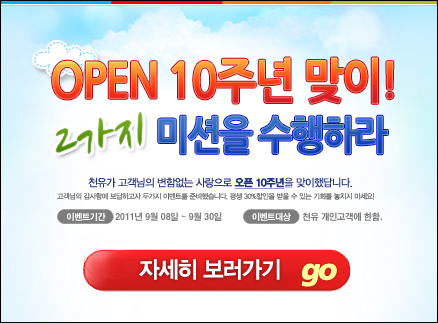 OPEN 10주년 맞이!
2가지 미션을 수행하라
천유가 고객님의 변함없는 사랑으로 오픈 10주년을 맞이했답니다.
고객님의 감사함에 보답하고자 두가지 이벤트를 준비했습니다. 평생 30%할인을 받을 수 있는 기회를 놓치지 마세요!
이벤트기간 2011년 9월 08일 ~ 9월 30일 이벤트대상 천유 개인고객에 한함.
자세히 보러가기 go